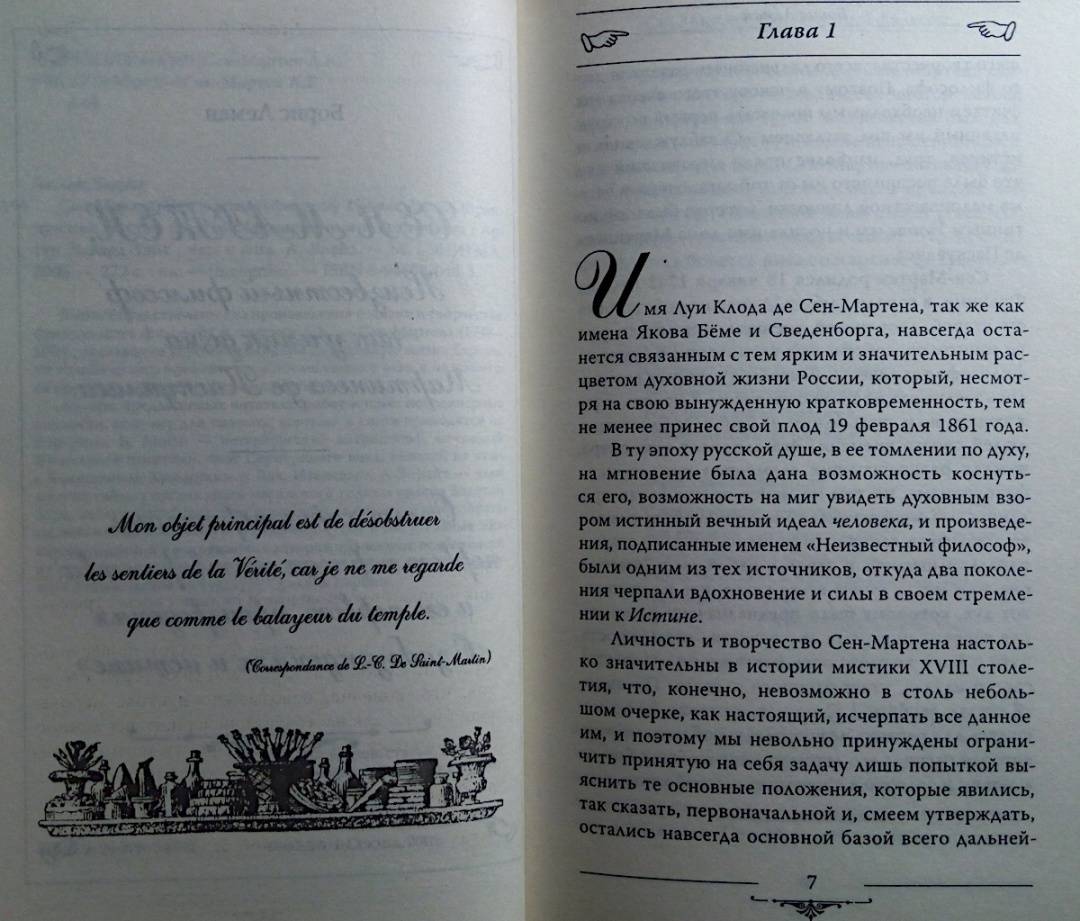 Mon objet principal est de désobstruer
les sentiers de la Vérité, car je ne me regarde
que comme le balayeur du temple.
(Correspondance de L.-C. De Saint-Martin)
Глава 1
Имя Луи Клода де Сен-Мартена, так же как
имена Якова Бёме и Сведенборга, навсегда оста-
нется связанным с тем ярким и значительным рас-
цветом духовной жизни России, который, несмот-
ря на свою вынужденную кратковременность, тем
не менее принес свой плод 19 февраля 1861 года.
В ту эпоху русской душе, в ее томлении по духу,
на мгновение была дана возможность коснуть-
ся его, возможность на миг увидеть духовным взо-
ром истинный вечный идеал человека, и произведе-
ния, подписанные именем «Неизвестный философ»,
были одним из тех источников, откуда два поколе-
ния черпали вдохновение и силы в своем стремле-
нии к Истине.
Личность и творчество Сен-Мартена настоль-
ко значительны в истории мистики XVIII столе-
тия, что, конечно, невозможно в столь неболь-
шом очерке, как настоящий, исчерпать все данное
им, и поэтому мы невольно принуждены ограни-
чить принятую на себя задачу лишь попыткой вы-
яснить те основные положения, которые явились,
так сказать, первоначальной и, смеем утверждать,
остались навсегда основной базой всего дальней-
7